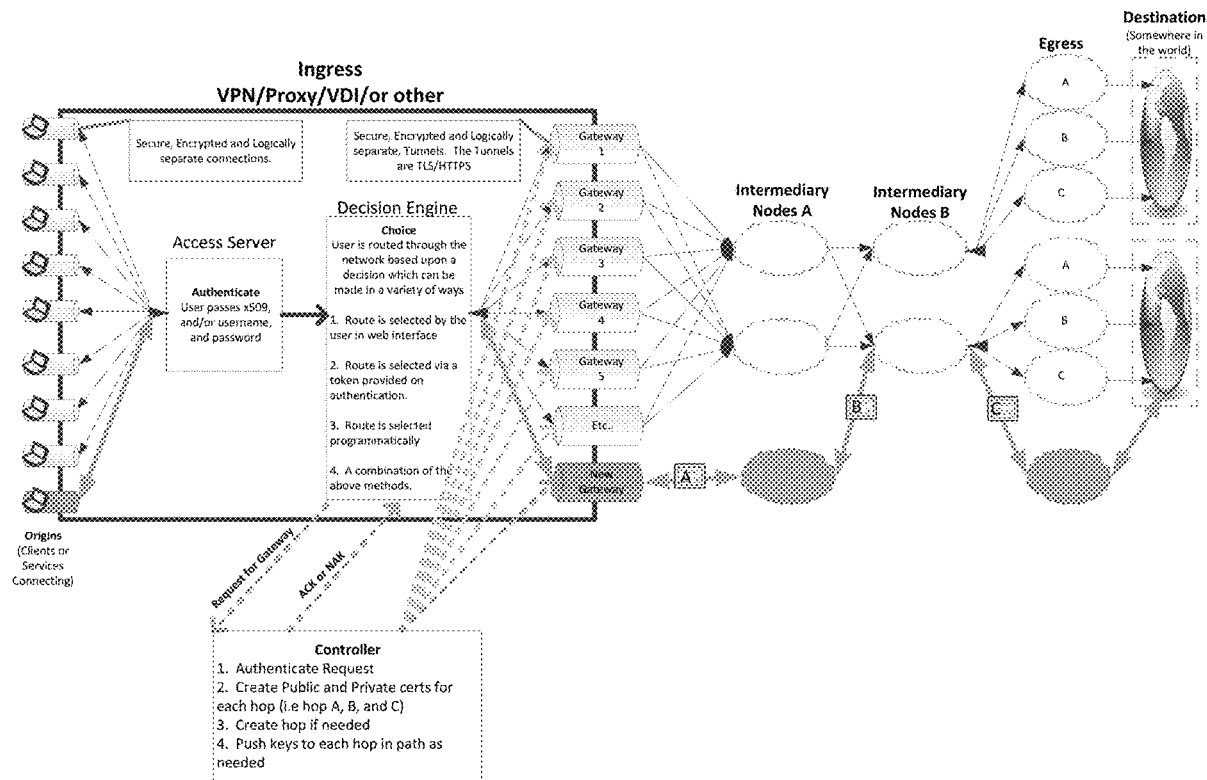 Ingress
VPN/Proxy/VDI/or other
Secure, Encrypted and Logically
separate connections.
Secure, Encrypted and Logically
separate, Tunnels. The Tunnels
are TLS/HTTPS
Access Server
Authenticate
User passes x509,
and/or username,
and password
Decision Engine
Choice
User is routed through the
network based upon a
decision which can be
made in a variety of ways
1. Route is selected by the
user in web interface
2. Route is selected via a
token provided on
authentication.
3. Route is selected
programmatically
4. A combination of the
above methods.
Gateway
1
Gateway
2
Gateway
3
Gateway
4
Gateway
5
Etc.
New
Gateway
Intermediary
Nodes A
Intermediary
Nodes B
Egress
A
B
C
A
B
C
Destination
(Somewhere in
the world)
A
B
C
Origins
(Clients or
Services
Connecting)
Request for Gateway
ACK or NAK
Controller
1. Authenticate Request
2. Create Public and Private certs for
each hop (i.e hop A, B, and C)
3. Create hop if needed
4. Push keys to each hop in path as
needed